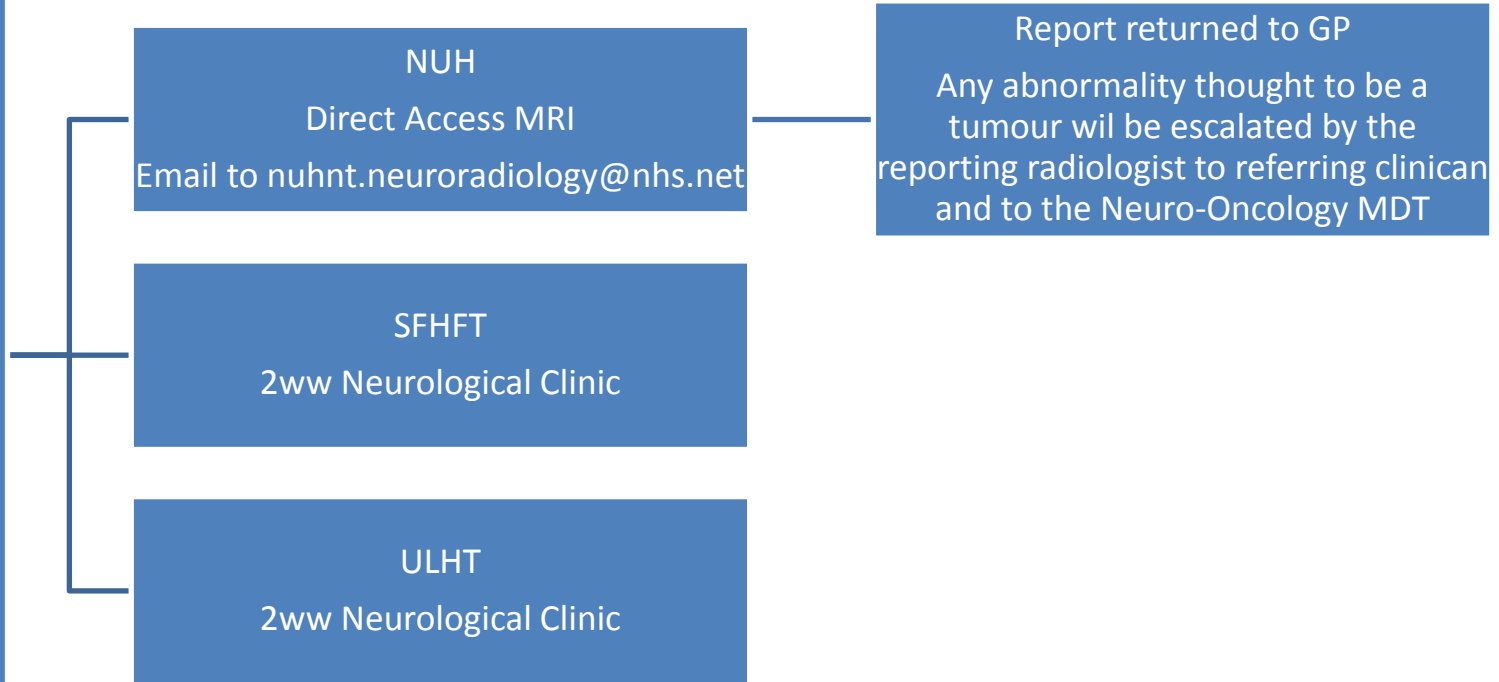 NUH
Direct Access MRI
Email to nuhnt.neuroradiology@nhs.net
Report returned to GP
Any abnormality thought to be a
tumour wil be escalated by the
reporting radiologist to referring clinican
and to the Neuro-Oncology MDT
SFHFT
2ww Neurological Clinic
ULHT
2ww Neurological Clinic